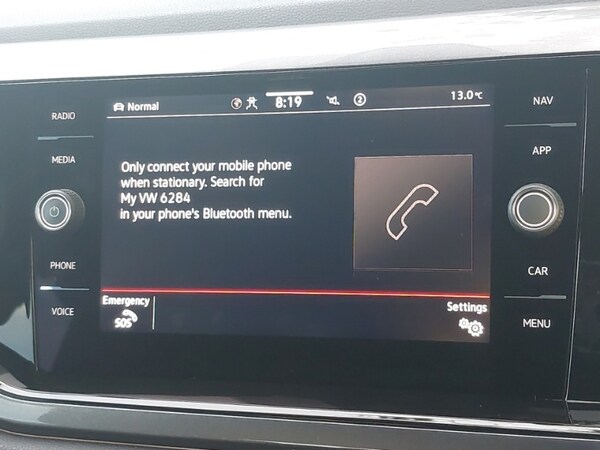 RADIO
MEDIA
PHONE
VOICE
Normal
8:19
2
13.0 °C
Only connect your mobile phone
when stationary. Search for
My VW 6284
in your phone's Bluetooth menu.
Emergency
SOS
Settings
NAV
APP
CAR
MENU